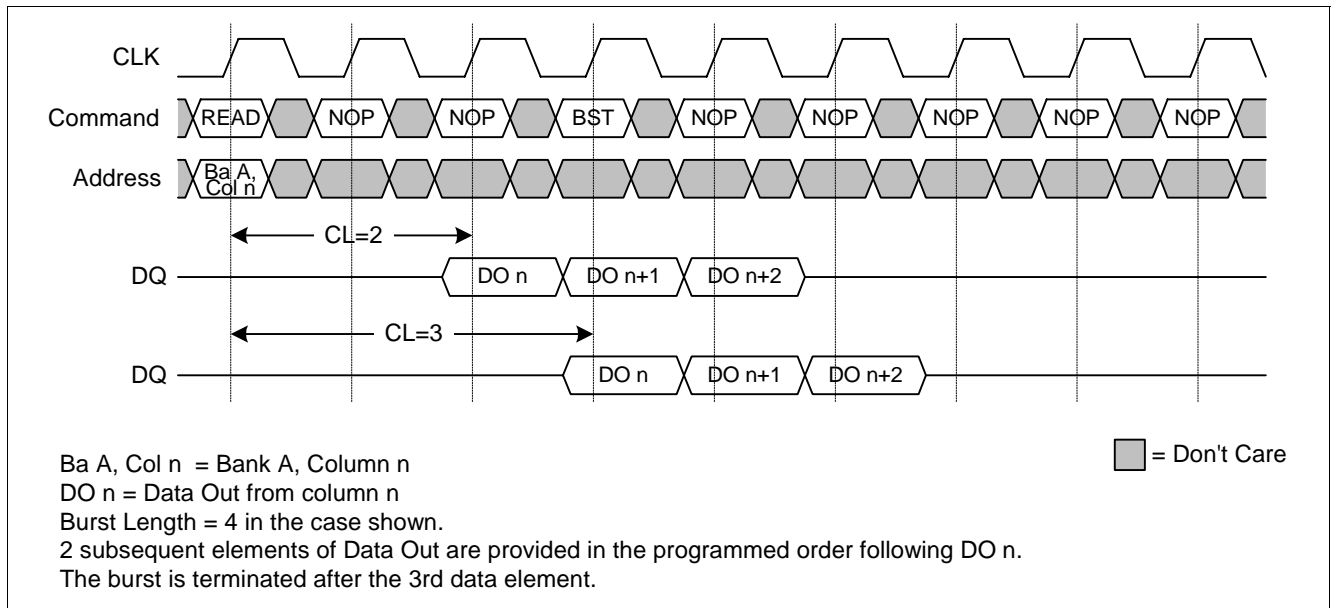 CLK
Command READ NOP NOP BST NOP NOP NOP NOP NOP
Address Ba A,
Col n
CL=2
DQ DO n DO n+1 DO n+2
CL=3
DQ DO n DO n+1 DO n+2
Ba A, Col n = Bank A, Column n
= Don't Care
DO n = Data Out from column n
Burst Length = 4 in the case shown.
2 subsequent elements of Data Out are provided in the programmed order following DO n.
The burst is terminated after the 3rd data element.